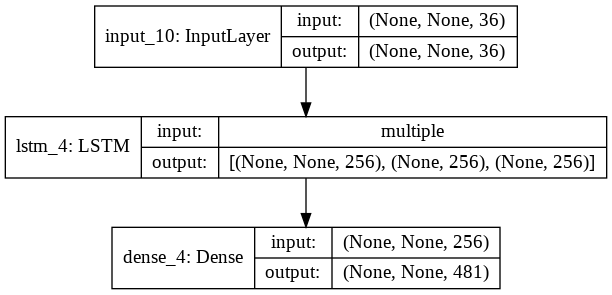 input_10: InputLayer
input: (None, None, 36)
output: (None, None, 36)
lstm_4: LSTM
input: multiple
output: [(None, None, 256), (None, 256), (None, 256)]
dense_4: Dense
input: (None, None, 256)
output: (None, None, 481)